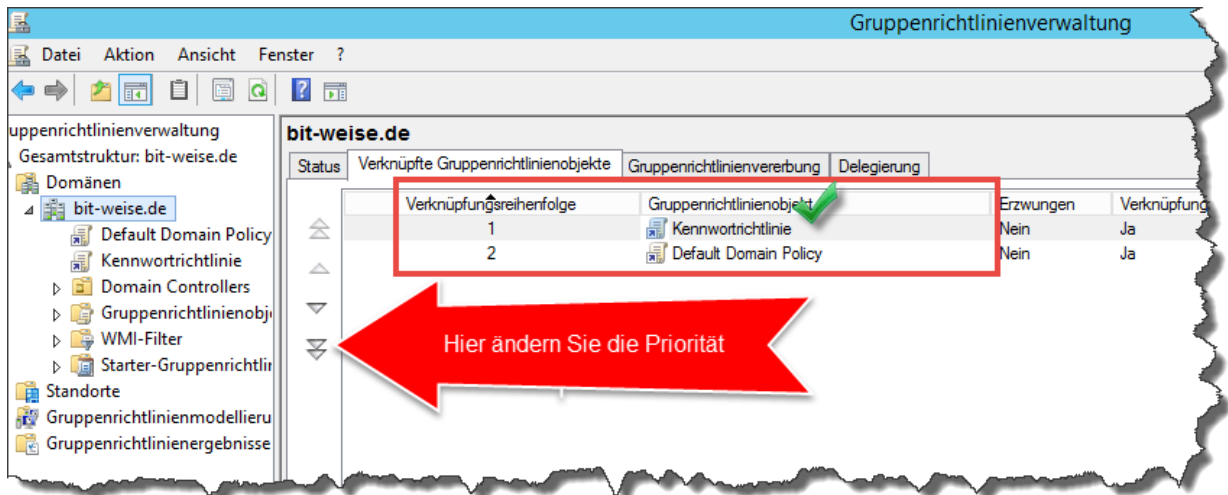 Gruppenrichtlinienverwaltung
Datei Aktion Ansicht Fenster ?
uppenrichtlinienverwaltung
Gesamtstruktur: bit-weise.de
Domänen
bit-weise.de
Default Domain Policy
Kennwortrichtlinie
Domain Controllers
Gruppenrichtlinienobj
WMI-Filter
Starter-Gruppenrichtlin
Standorte
Gruppenrichtlinienmodellieru
Gruppenrichtlinienergebnisse
bit-weise.de
Status Verknüpfte Gruppenrichtlinienobjekte Gruppenrichtlinienvererbung Delegierung
Verknüpfungsreihenfolge Gruppenrichtlinienobjekt Erzwungen Verknüpfung
1 Kennwortrichtlinie Nein Ja
2 Default Domain Policy Nein Ja
Hier ändern Sie die Priorität